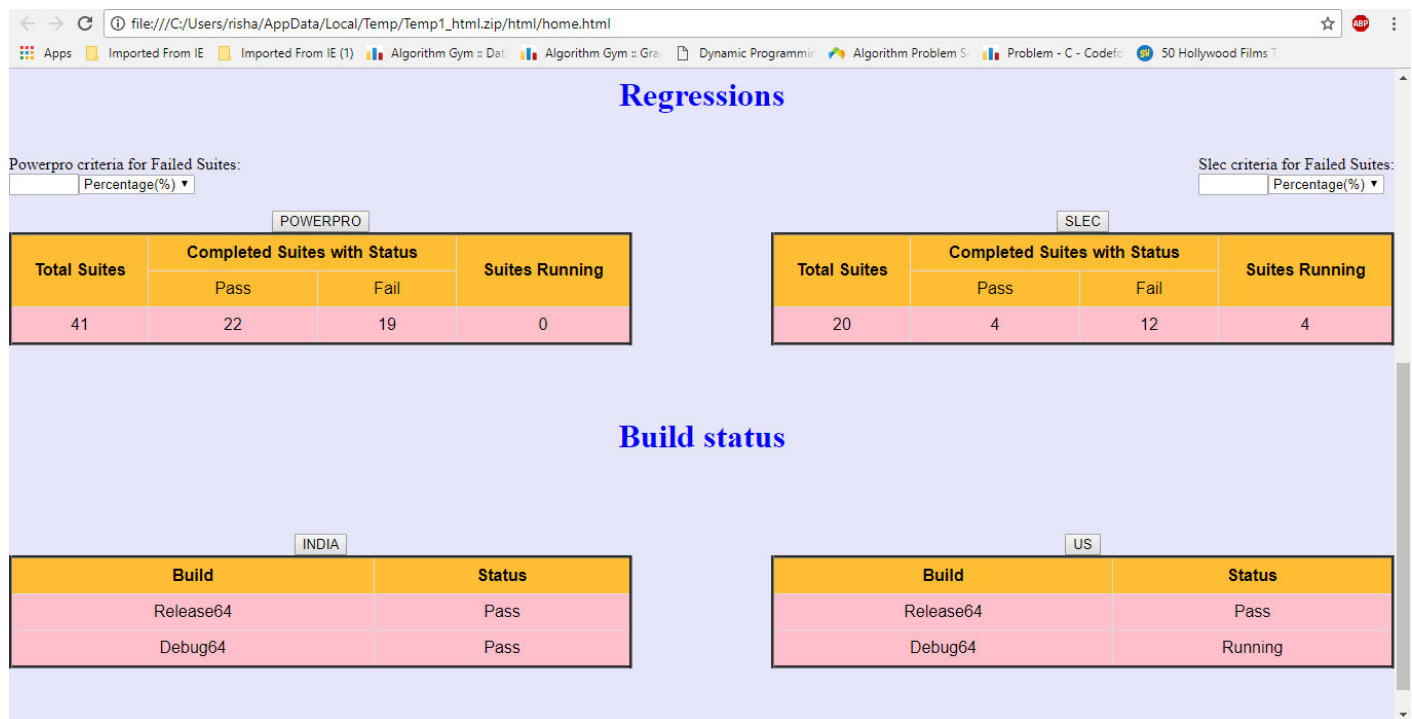 file:///C:/Users/risha/AppData/Local/Temp/Temp1_html.zip/html/home.html ABP
Apps Imported From IE Imported From IE (1) Algorithm Gym :: Dat Algorithm Gym :: Gra Dynamic Programmin Algorithm Problem S Problem - C - Codefo SW 50 Hollywood Films T
Regressions
Powerpro criteria for Failed Suites:
Percentage(%)
Slec criteria for Failed Suites:
Percentage(%)
POWERPRO
Total Suites Completed Suites with Status Suites Running
Pass Fail
41 22 19 0
SLEC
Total Suites Completed Suites with Status Suites Running
Pass Fail
20 4 12 4
Build status
INDIA
Build Status
Release64 Pass
Debug64 Pass
US
Build Status
Release64 Pass
Debug64 Running